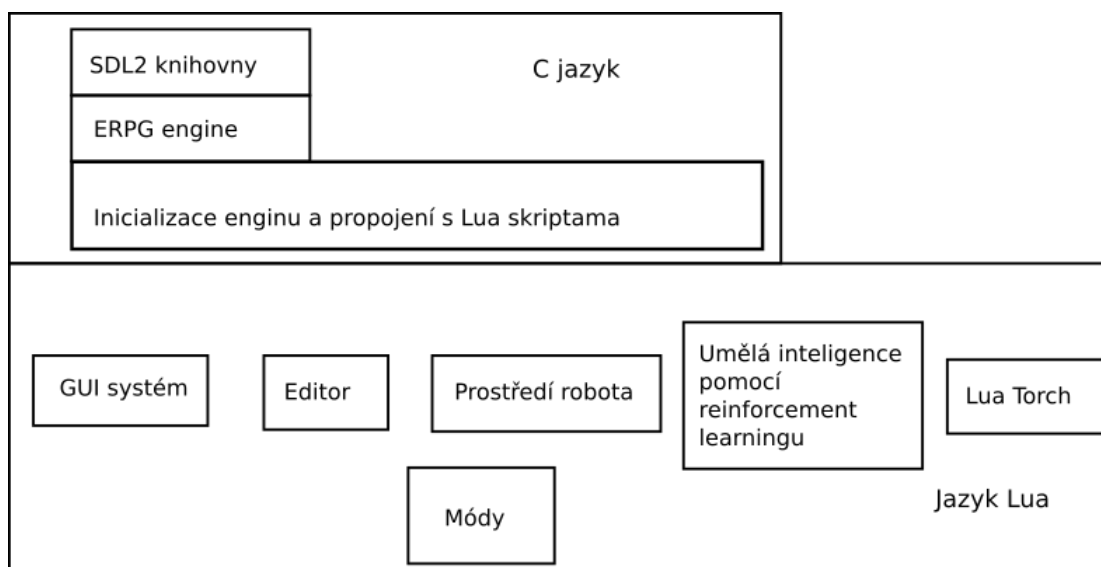 SDL2 knihovny
C jazyk
ERPG engine
Inicializace enginu a propojení s Lua skriptama
GUI systém
Editor
Prostředí robota
Umělá inteligence
pomocí
reinforcement
learningu
Lua Torch
Módy
Jazyk Lua